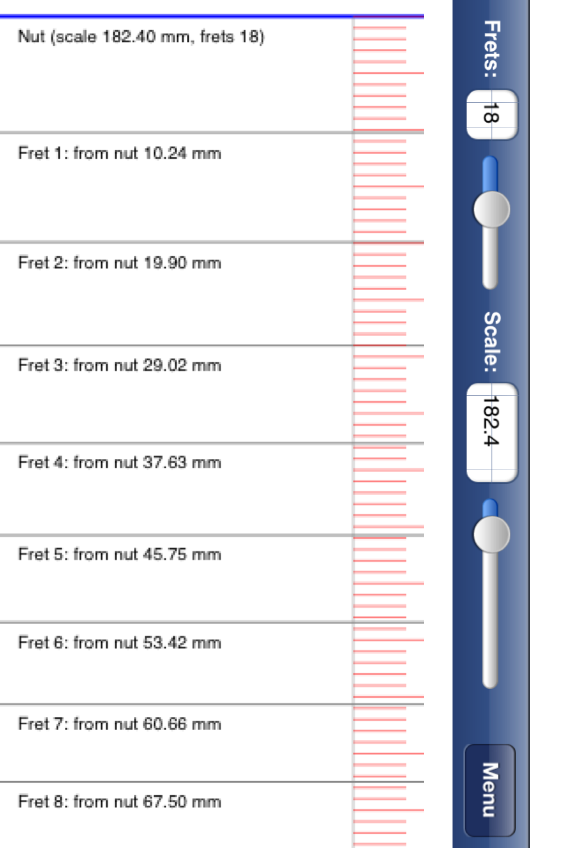 Nut (scale 182.40 mm, frets 18)
Fret 1: from nut 10.24 mm
Fret 2: from nut 19.90 mm
Fret 3: from nut 29.02 mm
Fret 4: from nut 37.63 mm
Fret 5: from nut 45.75 mm
Fret 6: from nut 53.42 mm
Fret 7: from nut 60.66 mm
Fret 8: from nut 67.50 mm
Frets: 18 Scale: 182.4 Menu